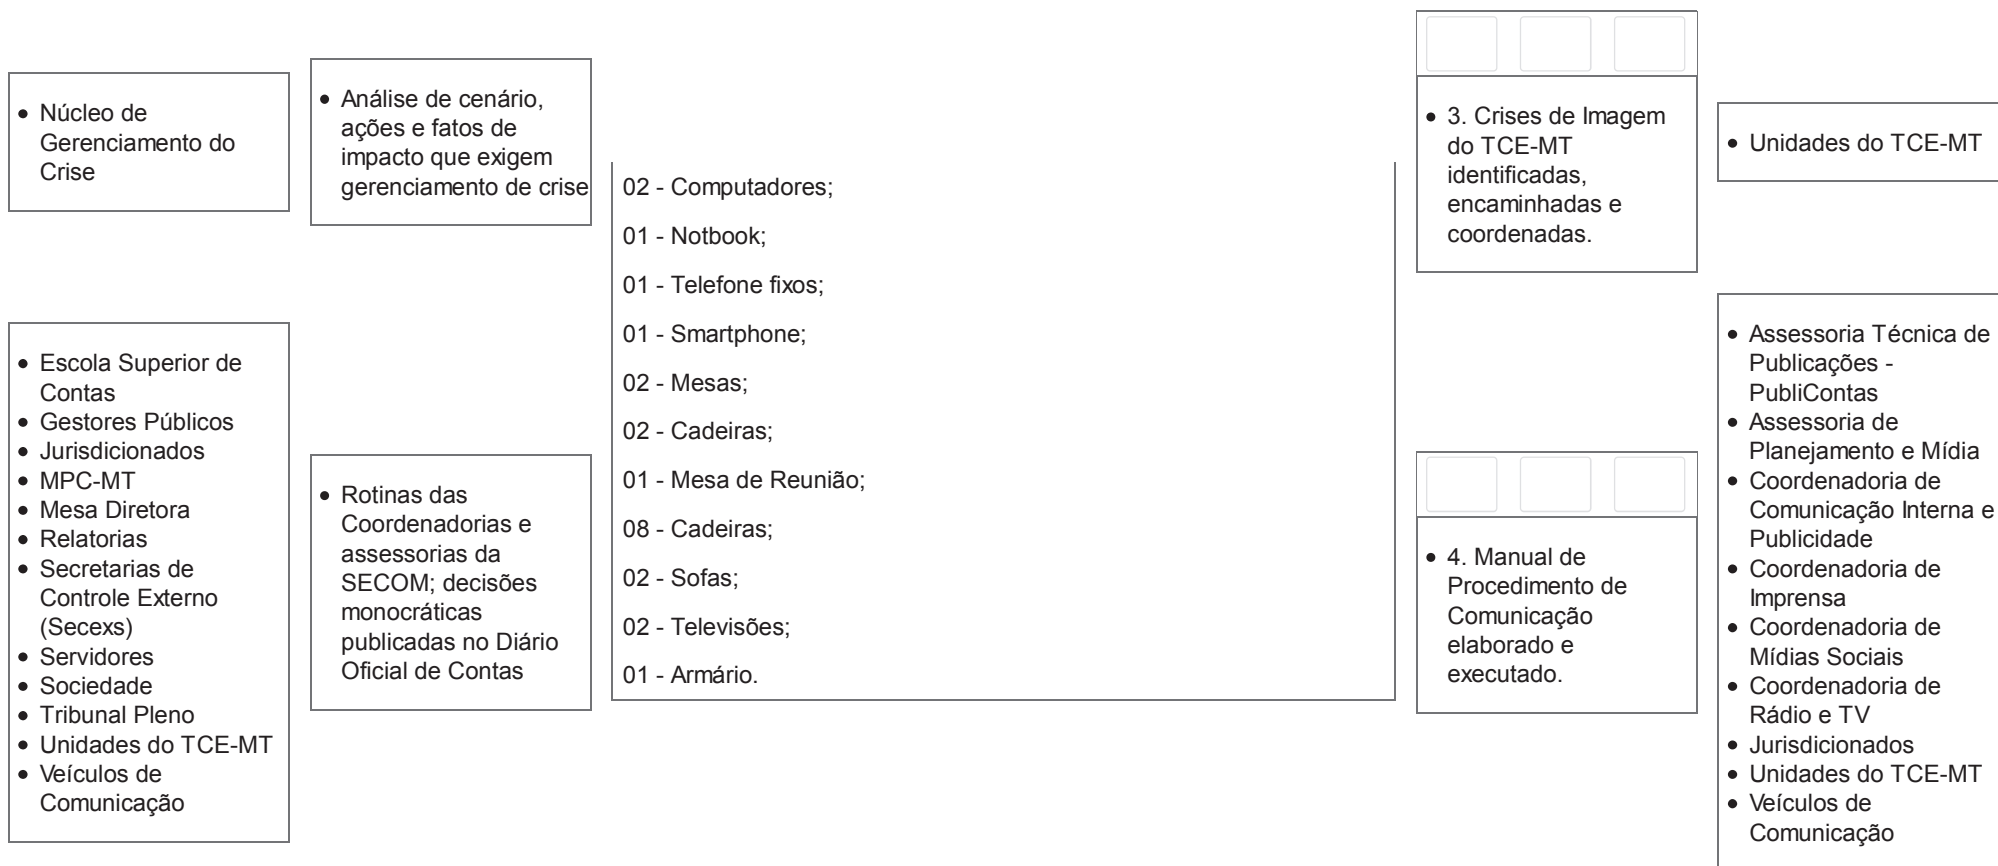 • Núcleo de
Gerenciamento do
Crise
• Análise de cenário,
ações e fatos de
impacto que exigem
gerenciamento de crise
02 - Computadores;
01 - Notbook;
01 - Telefone fixos;
01 - Smartphone;
02 - Mesas;
02 - Cadeiras;
01 - Mesa de Reunião;
08 - Cadeiras;
02 - Sofas;
02 - Televisões;
01 - Armário.
• 3. Crises de Imagem
do TCE-MT
identificadas,
encaminhadas e
coordenadas.
• Unidades do TCE-MT
• Escola Superior de
Contas
• Gestores Públicos
• Jurisdicionados
• MPC-MT
• Mesa Diretora
• Relatorias
• Secretarias de
Controle Externo
(Secexs)
• Servidores
• Sociedade
• Tribunal Pleno
• Unidades do TCE-MT
• Veículos de
Comunicação
• Rotinas das
Coordenadorias e
assessorias da
SECOM; decisões
monocráticas
publicadas no Diário
Oficial de Contas
• 4. Manual de
Procedimento de
Comunicação
elaborado e
executado.
• Assessoria Técnica de
Publicações -
PubliContas
• Assessoria de
Planejamento e Mídia
• Coordenadoria de
Comunicação Interna e
Publicidade
• Coordenadoria de
Imprensa
• Coordenadoria de
Mídias Sociais
• Coordenadoria de
Rádio e TV
• Jurisdicionados
• Unidades do TCE-MT
• Veículos de
Comunicação